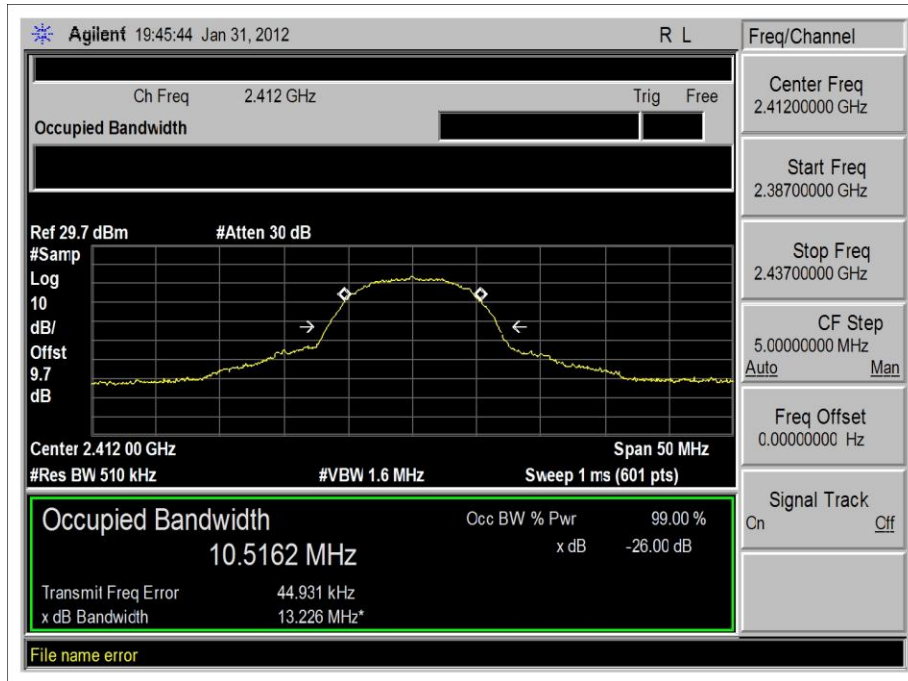 Agilent 19:45:44 Jan 31, 2012 R L
Freq/Channel
Ch Freq 2.412 GHz Trig Free
Occupied Bandwidth
Center Freq
2.41200000 GHz
Start Freq
2.38700000 GHz
Stop Freq
2.43700000 GHz
CF Step
5.00000000 MHz
Auto Man
Freq Offset
0.00000000 Hz
Signal Track
On Off
Ref 29.7 dBm #Atten 30 dB
#Samp
Log
10
dB/
Offst
9.7
dB
Center 2.412 00 GHz Span 50 MHz
#Res BW 510 kHz #VBW 1.6 MHz Sweep 1 ms (601 pts)
Occupied Bandwidth Occ BW % Pwr 99.00 %
10.5162 MHz x dB -26.00 dB
Transmit Freq Error 44.931 kHz
x dB Bandwidth 13.226 MHz*
File name error